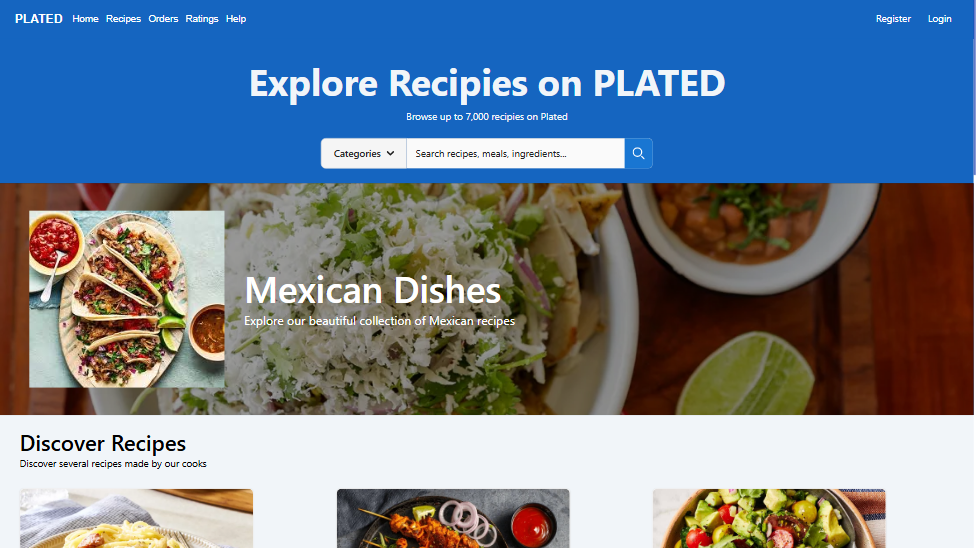 PLATED Home Recipes Orders Ratings Help Register Login
Explore Recipies on PLATED
Browse up to 7,000 recipies on Plated
Categories Search recipes, meals, ingredients...
Mexican Dishes
Explore our beautiful collection of Mexican recipes
Discover Recipes
Discover several recipes made by our cooks